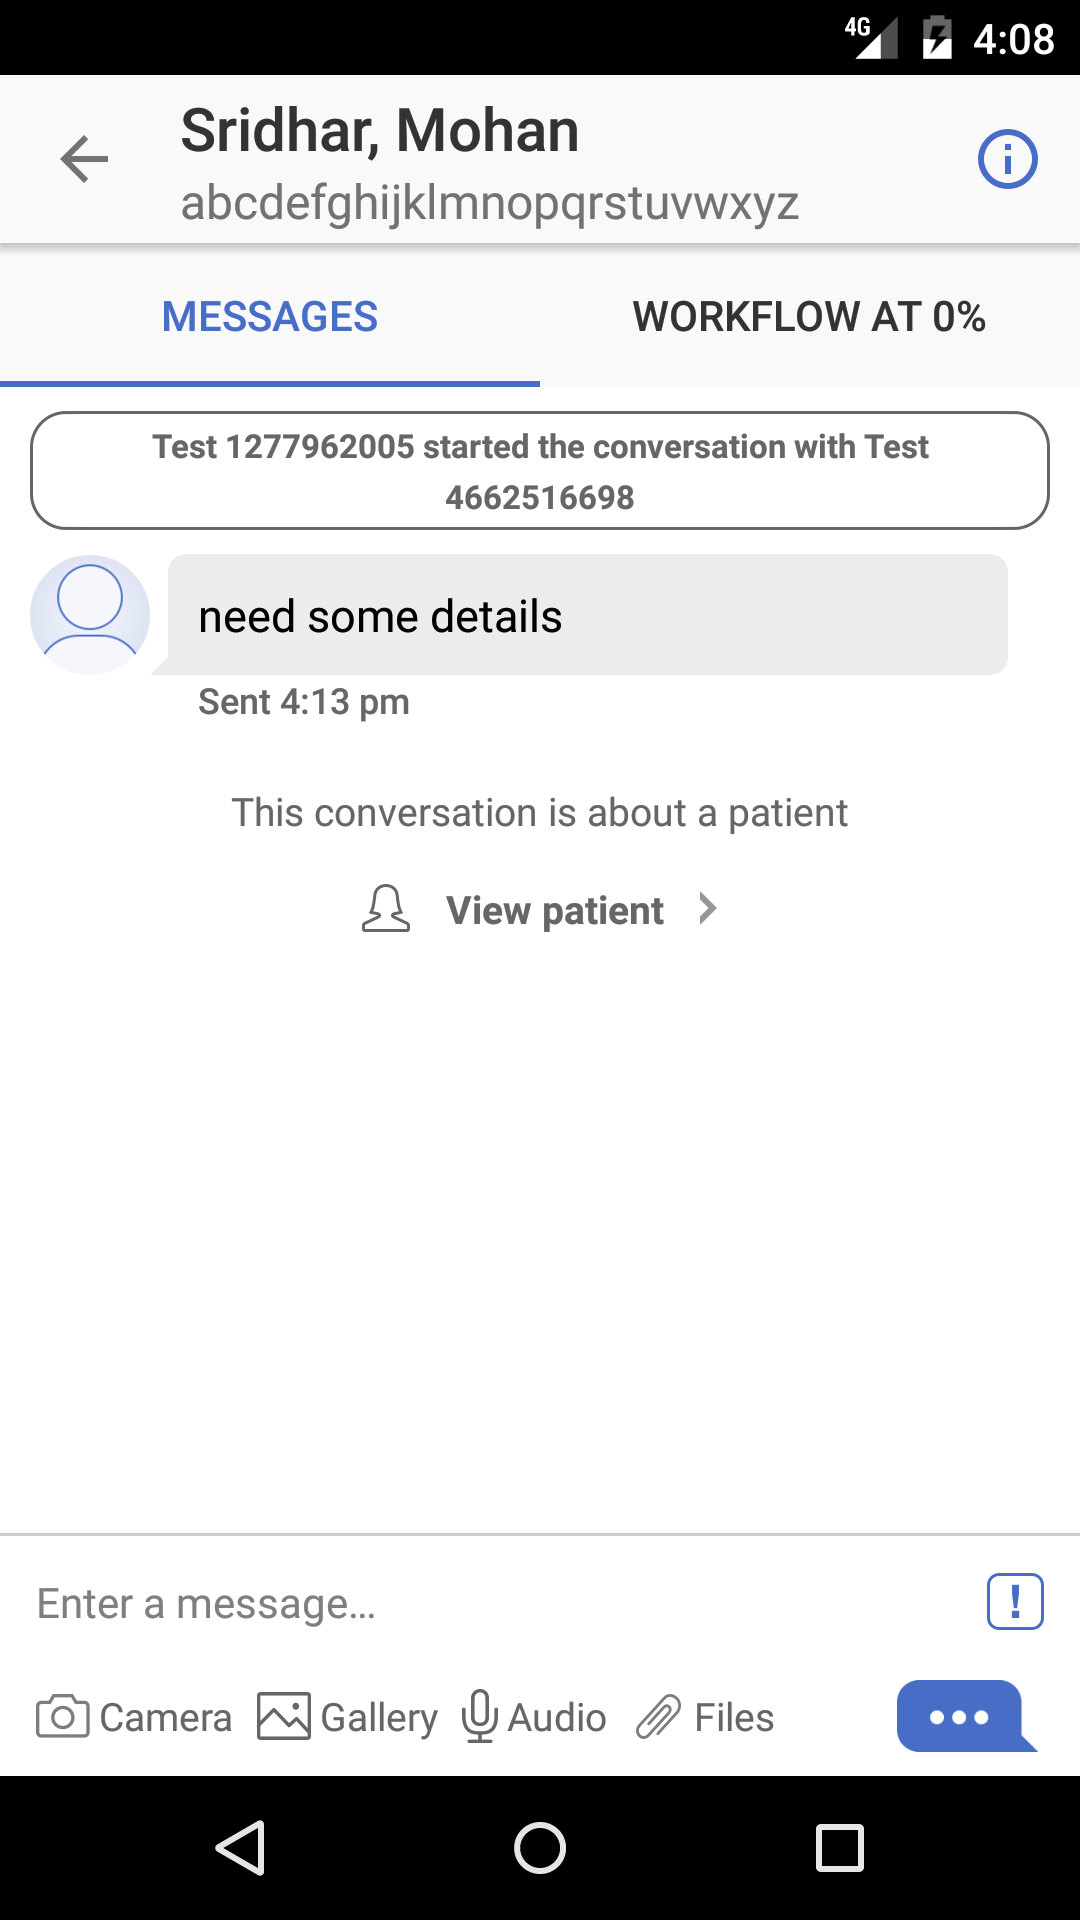 4G 4:08
Sridhar, Mohan
abcdefghijklmnopqrstuvwxyz
MESSAGES WORKFLOW AT 0%
Test 1277962005 started the conversation with Test
4662516698
need some details
Sent 4:13 pm
This conversation is about a patient
View patient
Enter a message...
!
Camera Gallery Audio Files